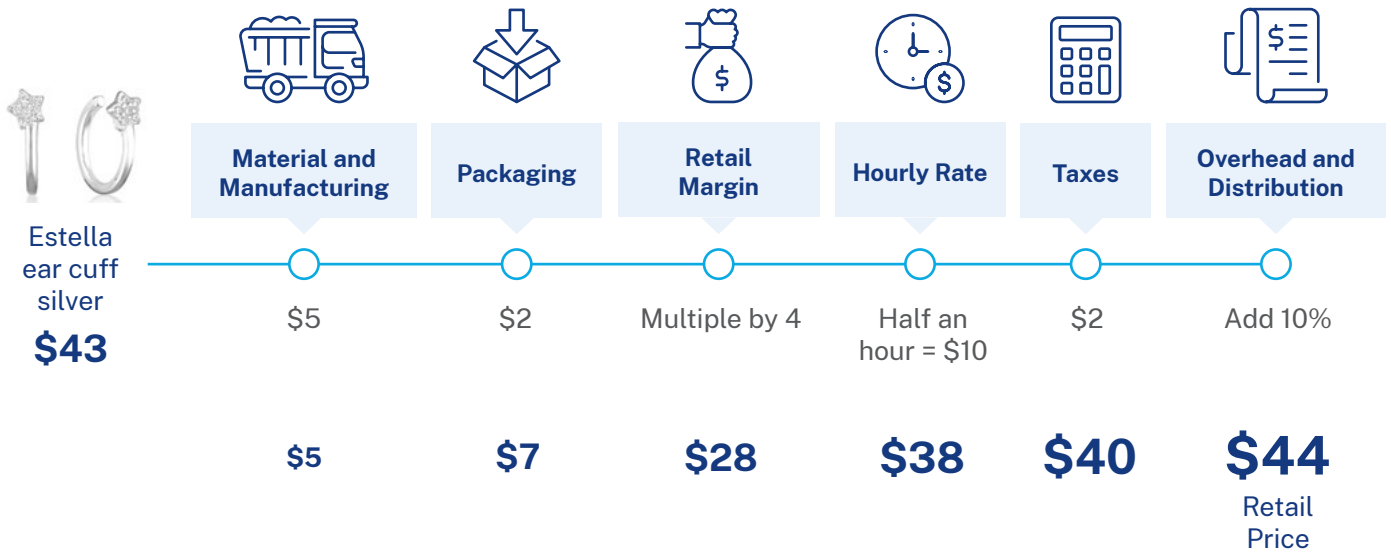 $
$
$
Material and
Manufacturing
Packaging
Retail
Margin
Hourly Rate
Taxes
Overhead and
Distribution
Estella
ear cuff
silver
$43
$5
$2
Multiple by 4
Half an
hour = $10
$2
Add 10%
$5
$7
$28
$38
$40
$44
Retail
Price